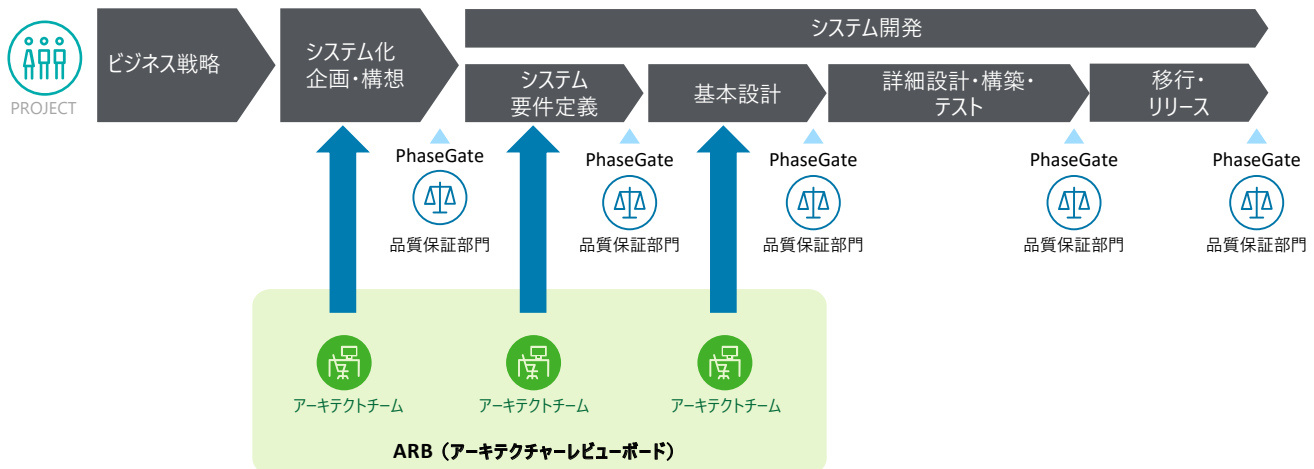 PROJECT
ビジネス戦略
システム化
企画・構想
システム開発
システム
要件定義
基本設計
詳細設計・構築・
テスト
移行・
リリース
PhaseGate
品質保証部門
PhaseGate
品質保証部門
PhaseGate
品質保証部門
PhaseGate
品質保証部門
PhaseGate
品質保証部門
アーキテクトチーム
アーキテクトチーム
アーキテクトチーム
ARB（アーキテクチャーレビューボード）